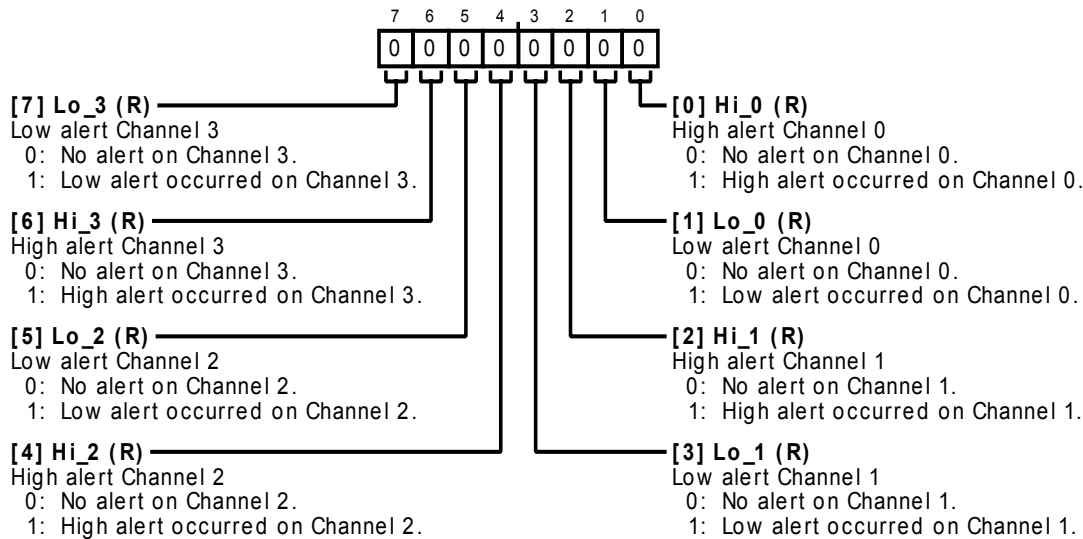 7 6 5 4 3 2 1 0
0 0 0 0 0 0 0 0
[7] Lo_3 (R)
Low alert Channel 3
0: No alert on Channel 3.
1: Low alert occurred on Channel 3.
[6] Hi_3 (R)
High alert Channel 3
0: No alert on Channel 3.
1: High alert occurred on Channel 3.
[5] Lo_2 (R)
Low alert Channel 2
0: No alert on Channel 2.
1: Low alert occurred on Channel 2.
[4] Hi_2 (R)
High alert Channel 2
0: No alert on Channel 2.
1: High alert occurred on Channel 2.
[0] Hi_0 (R)
High alert Channel 0
0: No alert on Channel 0.
1: High alert occurred on Channel 0.
[1] Lo_0 (R)
Low alert Channel 0
0: No alert on Channel 0.
1: Low alert occurred on Channel 0.
[2] Hi_1 (R)
High alert Channel 1
0: No alert on Channel 1.
1: High alert occurred on Channel 1.
[3] Lo_1 (R)
Low alert Channel 1
0: No alert on Channel 1.
1: Low alert occurred on Channel 1.